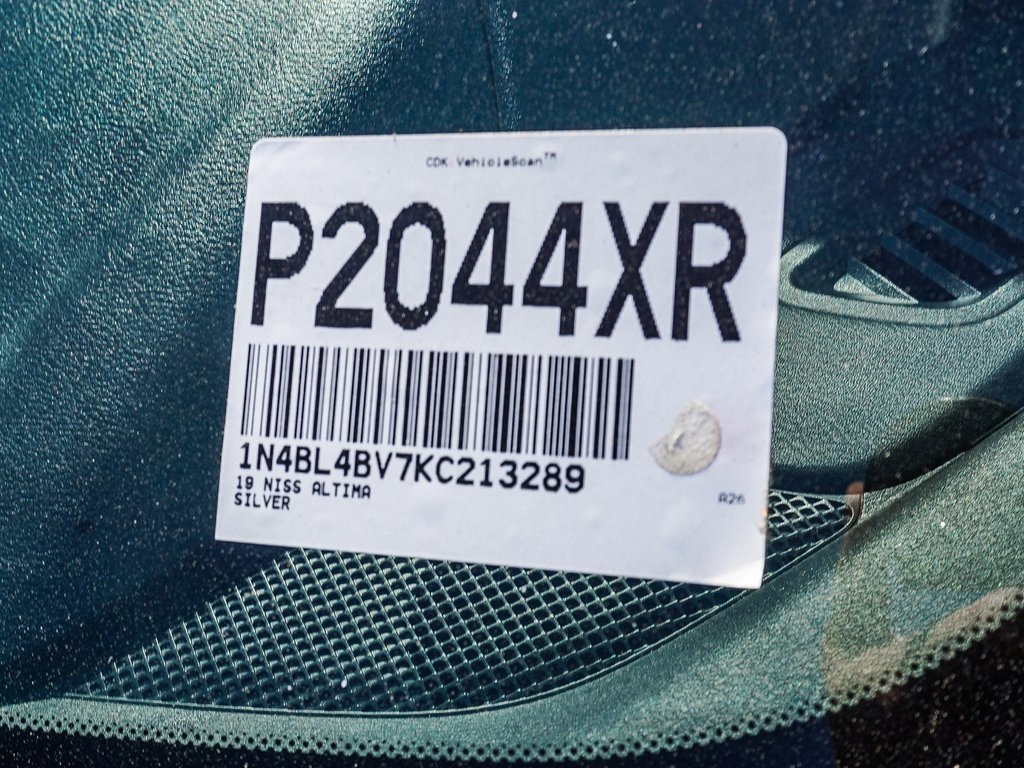 CDK VehicleScan™
P2044XR
1N4BL4BV7KC213289
19 NISS ALTIMA
SILVER
A26